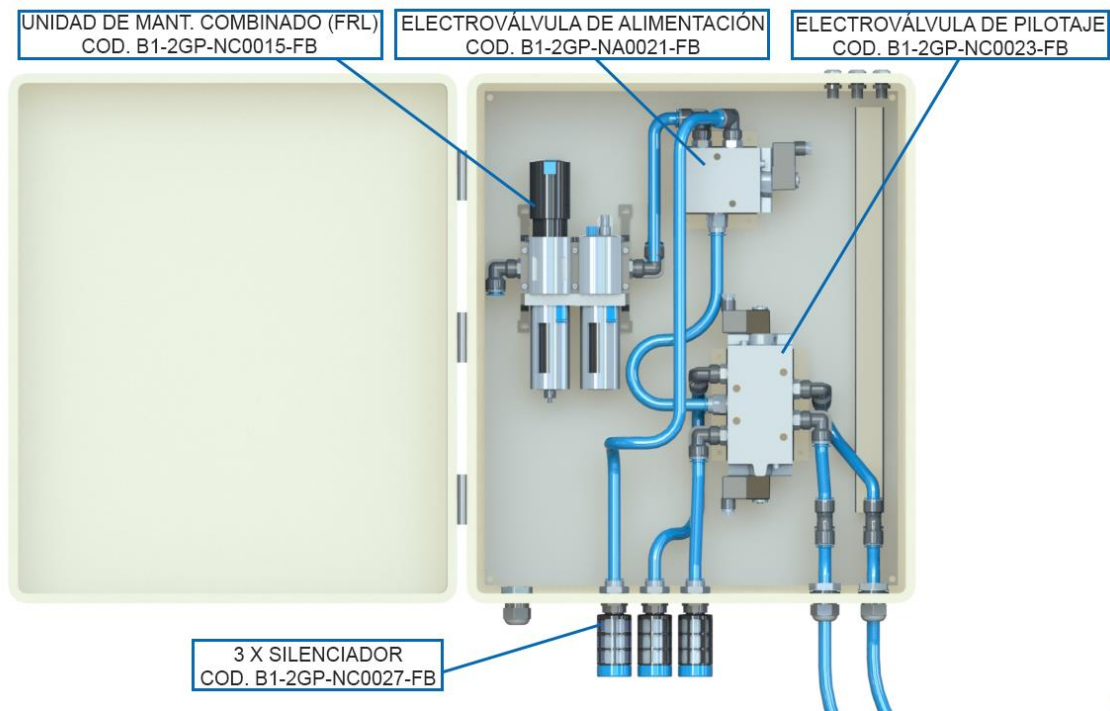 UNIDAD DE MANT. COMBINADO (FRL)
COD. B1-2GP-NC0015-FB
ELECTROVÁLVULA DE ALIMENTACIÓN
COD. B1-2GP-NA0021-FB
ELECTROVÁLVULA DE PILOTAJE
COD. B1-2GP-NC0023-FB
3 X SILENCIADOR
COD. B1-2GP-NC0027-FB